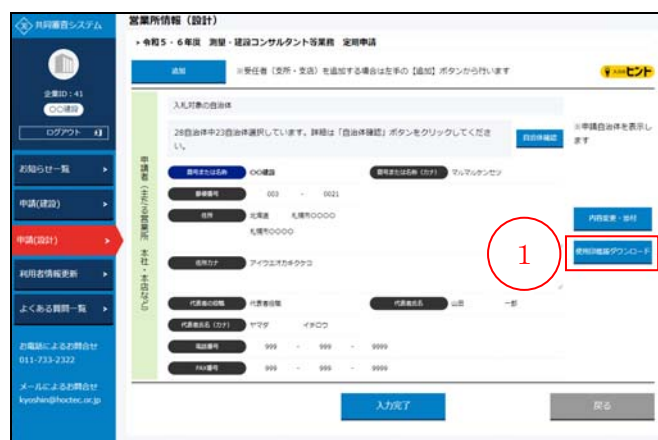 共同審査システム
企業ID:41
〇〇建設
ログアウト
お知らせ一覧
申請(建設)
申請(設計)
利用者情報更新
よくある質問一覧
お電話によるお問合せ
011-733-2322
メールによるお問合せ
kyoshin@hoctec.or.jp
営業所情報(設計)
令和5・6年度 測量・建設コンサルタント等業務 定期申請
追加 ※受任者(支所・支店)を追加する場合は左手の【追加】ボタンから行います
ヒント
申請者(主たる営業所 本社・本店など)
入札対象の自治体
28自治体中23自治体選択しています。詳細は「自治体確認」ボタンをクリックしてくださ
い。
自治体確認
※申請自治体を表示し
ます
商号または名称 〇〇建設 商号または名称(カナ) マルマルケンセツ
郵便番号 003 - 0021
住所 北海道 札幌市〇〇〇〇
札幌市〇〇〇〇
住所カナ アイウエオカキクケコ
内容変更・添付
1
使用印鑑届ダウンロード
代表者の役職 代表者役職 代表者氏名 山田 一郎
代表者氏名(カナ) ヤマダ イチロウ
電話番号 999 - 999 - 9999
FAX番号 999 - 999 - 9999
入力完了
戻る